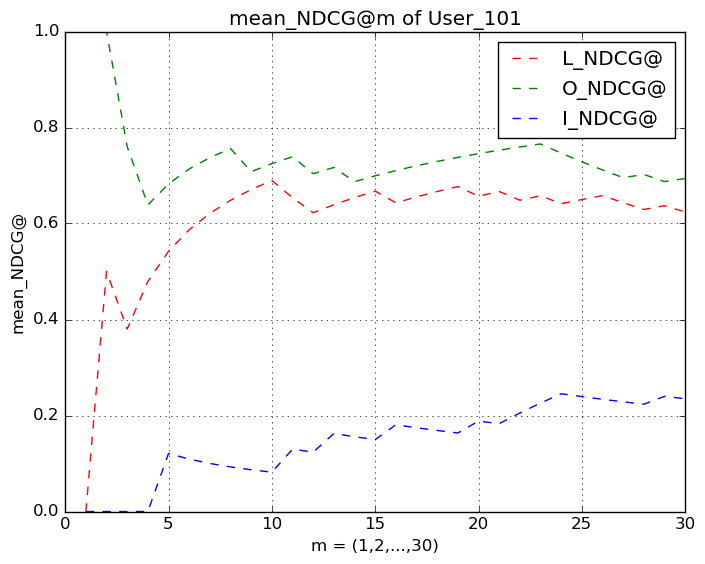 mean_NDCG@m of User_101
L_NDCG@
O_NDCG@
I_NDCG@
mean_NDCG@
1.0
0.8
0.6
0.4
0.2
0.0
0 5 10 15 20 25 30
m = (1,2,...,30)